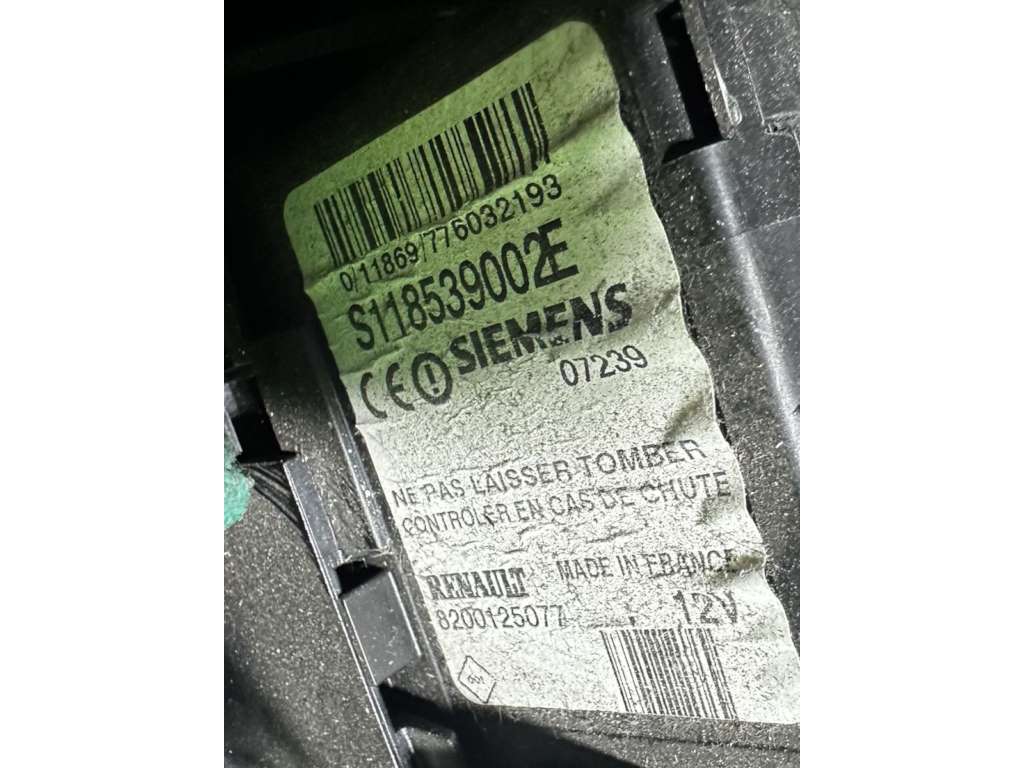 0/11869/776032193
S118539002E
CE SIEMENS
07239
NE PAS LAISSER TOMBER
CONTROLER EN CAS DE CHUTE
RENAULT MADE IN FRANCE
8200125077 12V